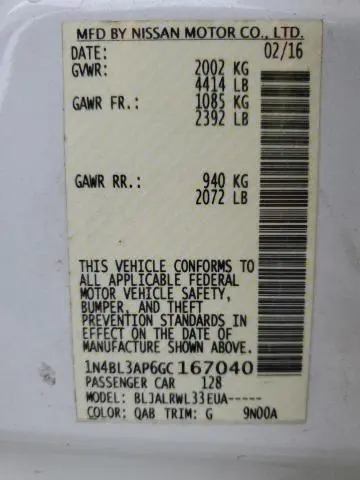 MFD BY NISSAN MOTOR CO., LTD.
DATE: 02/16
GVWR: 2002 KG
4414 LB
GAWR FR.: 1085 KG
2392 LB
GAWR RR.: 940 KG
2072 LB
THIS VEHICLE CONFORMS TO
ALL APPLICABLE FEDERAL
MOTOR VEHICLE SAFETY,
BUMPER, AND THEFT
PREVENTION STANDARDS IN
EFFECT ON THE DATE OF
MANUFACTURE SHOWN ABOVE.
1N4BL3AP6GC167040
PASSENGER CAR 128
MODEL: BLJALRWL33EUA-----
COLOR: QAB TRIM: G 9N00A